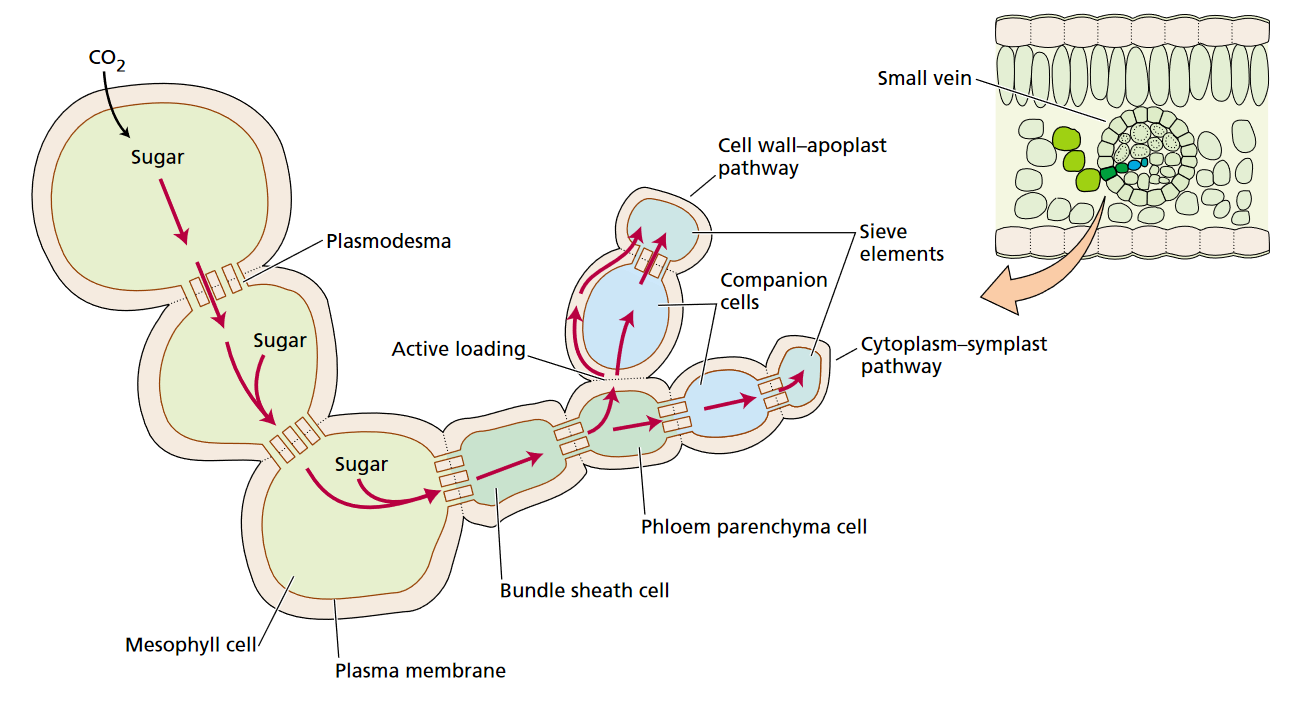 CO2
Sugar
Plasmodesma
Sugar
Sugar
Active loading
Cell wall–apoplast
pathway
Small vein
Sieve
elements
Companion
cells
Cytoplasm–symplast
pathway
Phloem parenchyma cell
Bundle sheath cell
Mesophyll cell
Plasma membrane